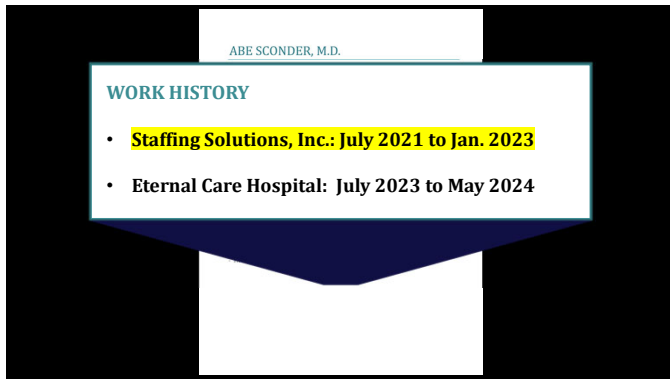 ABE SCONDER, M.D.
WORK HISTORY
• Staffing Solutions, Inc.: July 2021 to Jan. 2023
• Eternal Care Hospital: July 2023 to May 2024